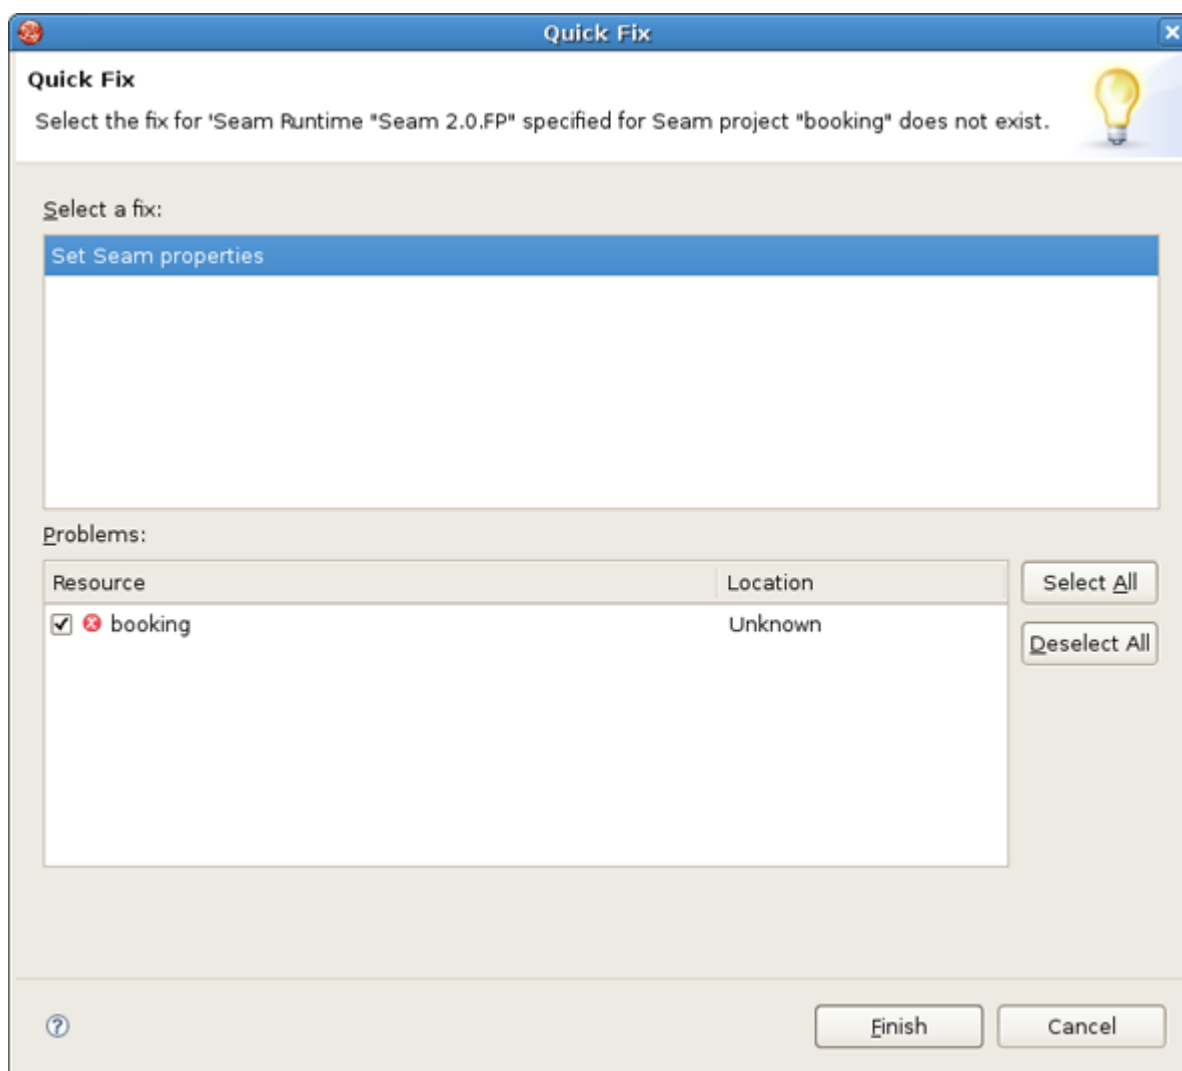 Quick Fix
Quick Fix
Select the fix for 'Seam Runtime "Seam 2.0.FP" specified for Seam project "booking" does not exist.
Select a fix:
Set Seam properties
Problems:
Resource Location
Select All
booking Unknown
Deselect All
Finish Cancel